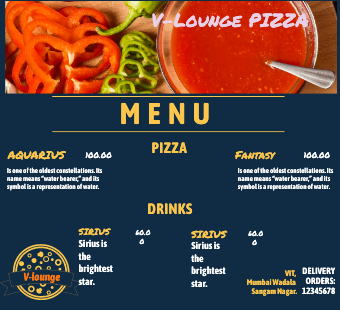 V-Lounge PIZZA
MENU
PIZZA
AQUARIUS 100.00
Is one of the oldest constellations. Its
name means "water bearer," and its
symbol is a representation of water.
FANTASY 100.00
Is one of the oldest constellations. Its
name means "water bearer," and its
symbol is a representation of water.
DRINKS
SIRIUS 60.0
0
Sirius is
the
brightest
star.
SIRIUS 60.0
0
Sirius is
the
brightest
star.
V-lounge
VIT,
Mumbai Wadala
Sangam Nagar.
DELIVERY
ORDERS:
12345678